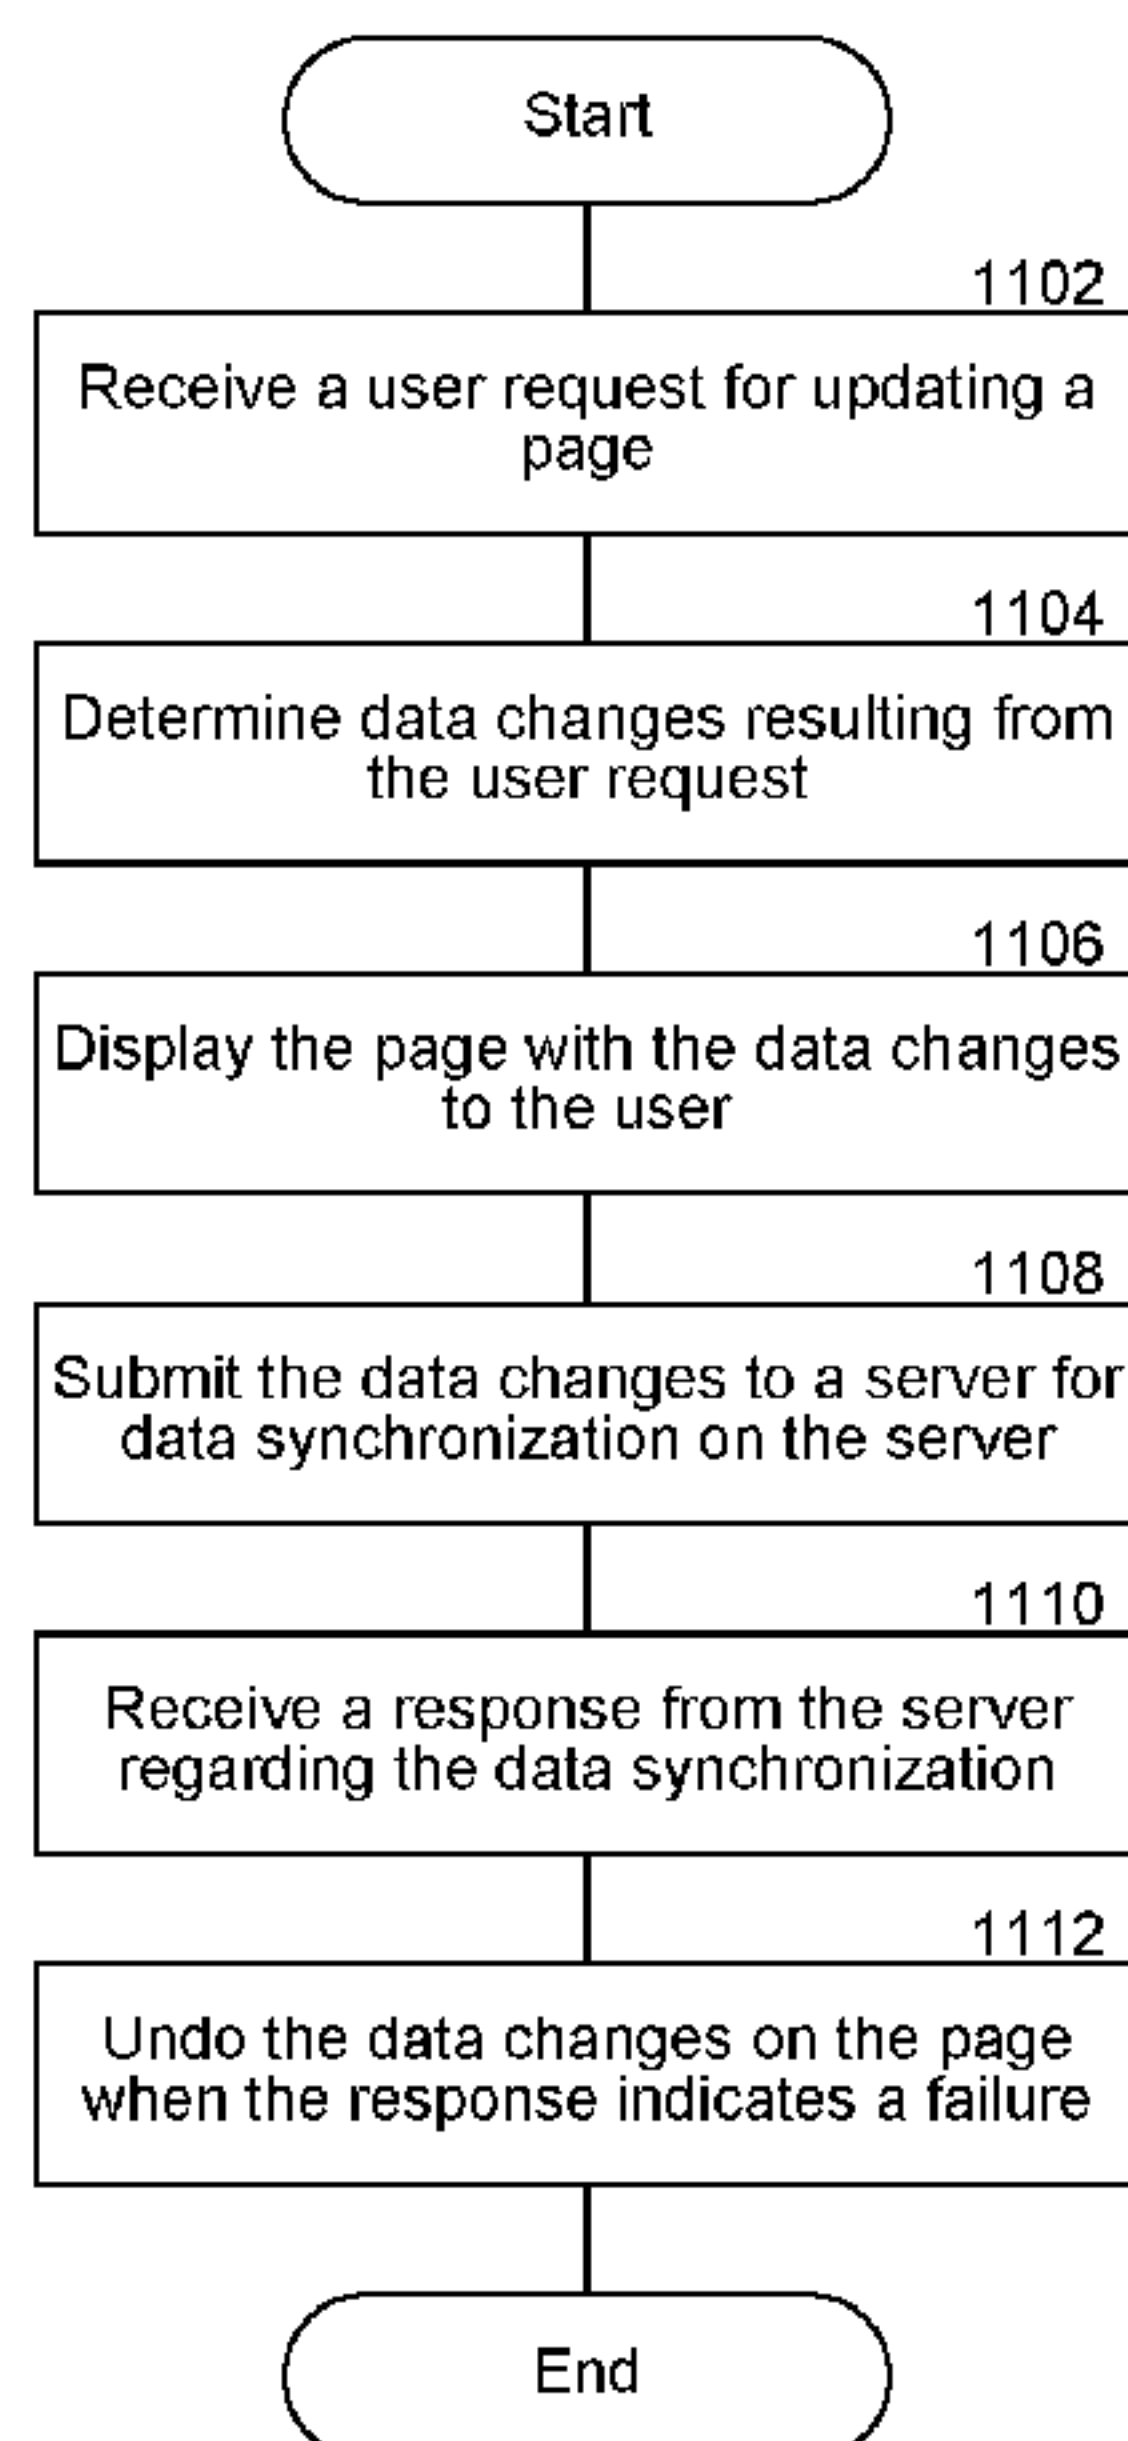 Start
1102
Receive a user request for updating a
page
1104
Determine data changes resulting from
the user request
1106
Display the page with the data changes
to the user
1108
Submit the data changes to a server for
data synchronization on the server
1110
Receive a response from the server
regarding the data synchronization
1112
Undo the data changes on the page
when the response indicates a failure
End